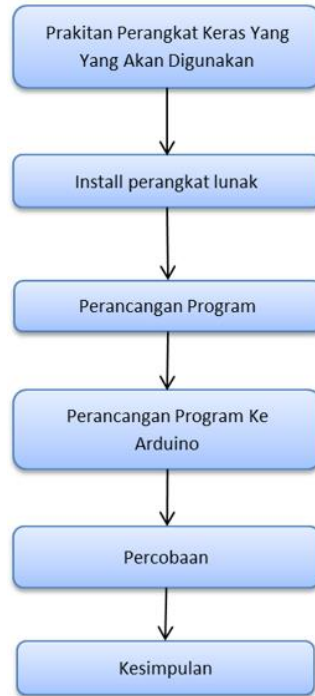 Prakitan Perangkat Keras Yang
Yang Akan Digunakan
Install perangkat lunak
Perancangan Program
Perancangan Program Ke
Arduino
Percobaan
Kesimpulan